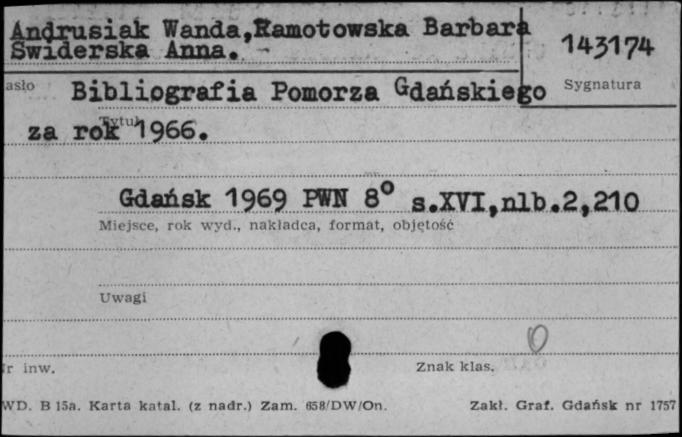 Andrusiak Wanda,Ramotowska Barbara
Swiderska Anna.
143174
asło
Bibliografia Pomorza Gdańskiego
Sygnatura
za rok 1966.
Tytuł
Gdańsk 1969 PWN 8° s.XVI,nlb.2,210
Miejsce, rok wyd., nakładca, format, objętość
Uwagi
0
r inw.
Znak klas.
WD. B 15a. Karta katal. (z nadr.) Zam. 658/DW/On.
Zakł. Graf. Gdańsk nr 1757